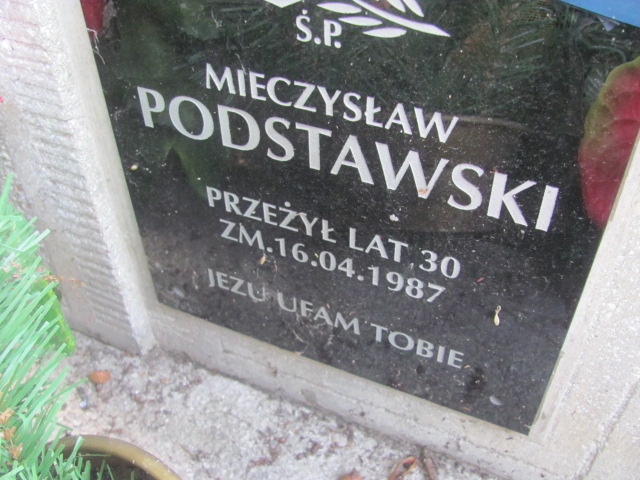 Ś.P.
MIECZYSŁAW
PODSTAWSKI
PRZEŻYŁ LAT 30
ZM.16.04.1987
JEZU UFAM TOBIE